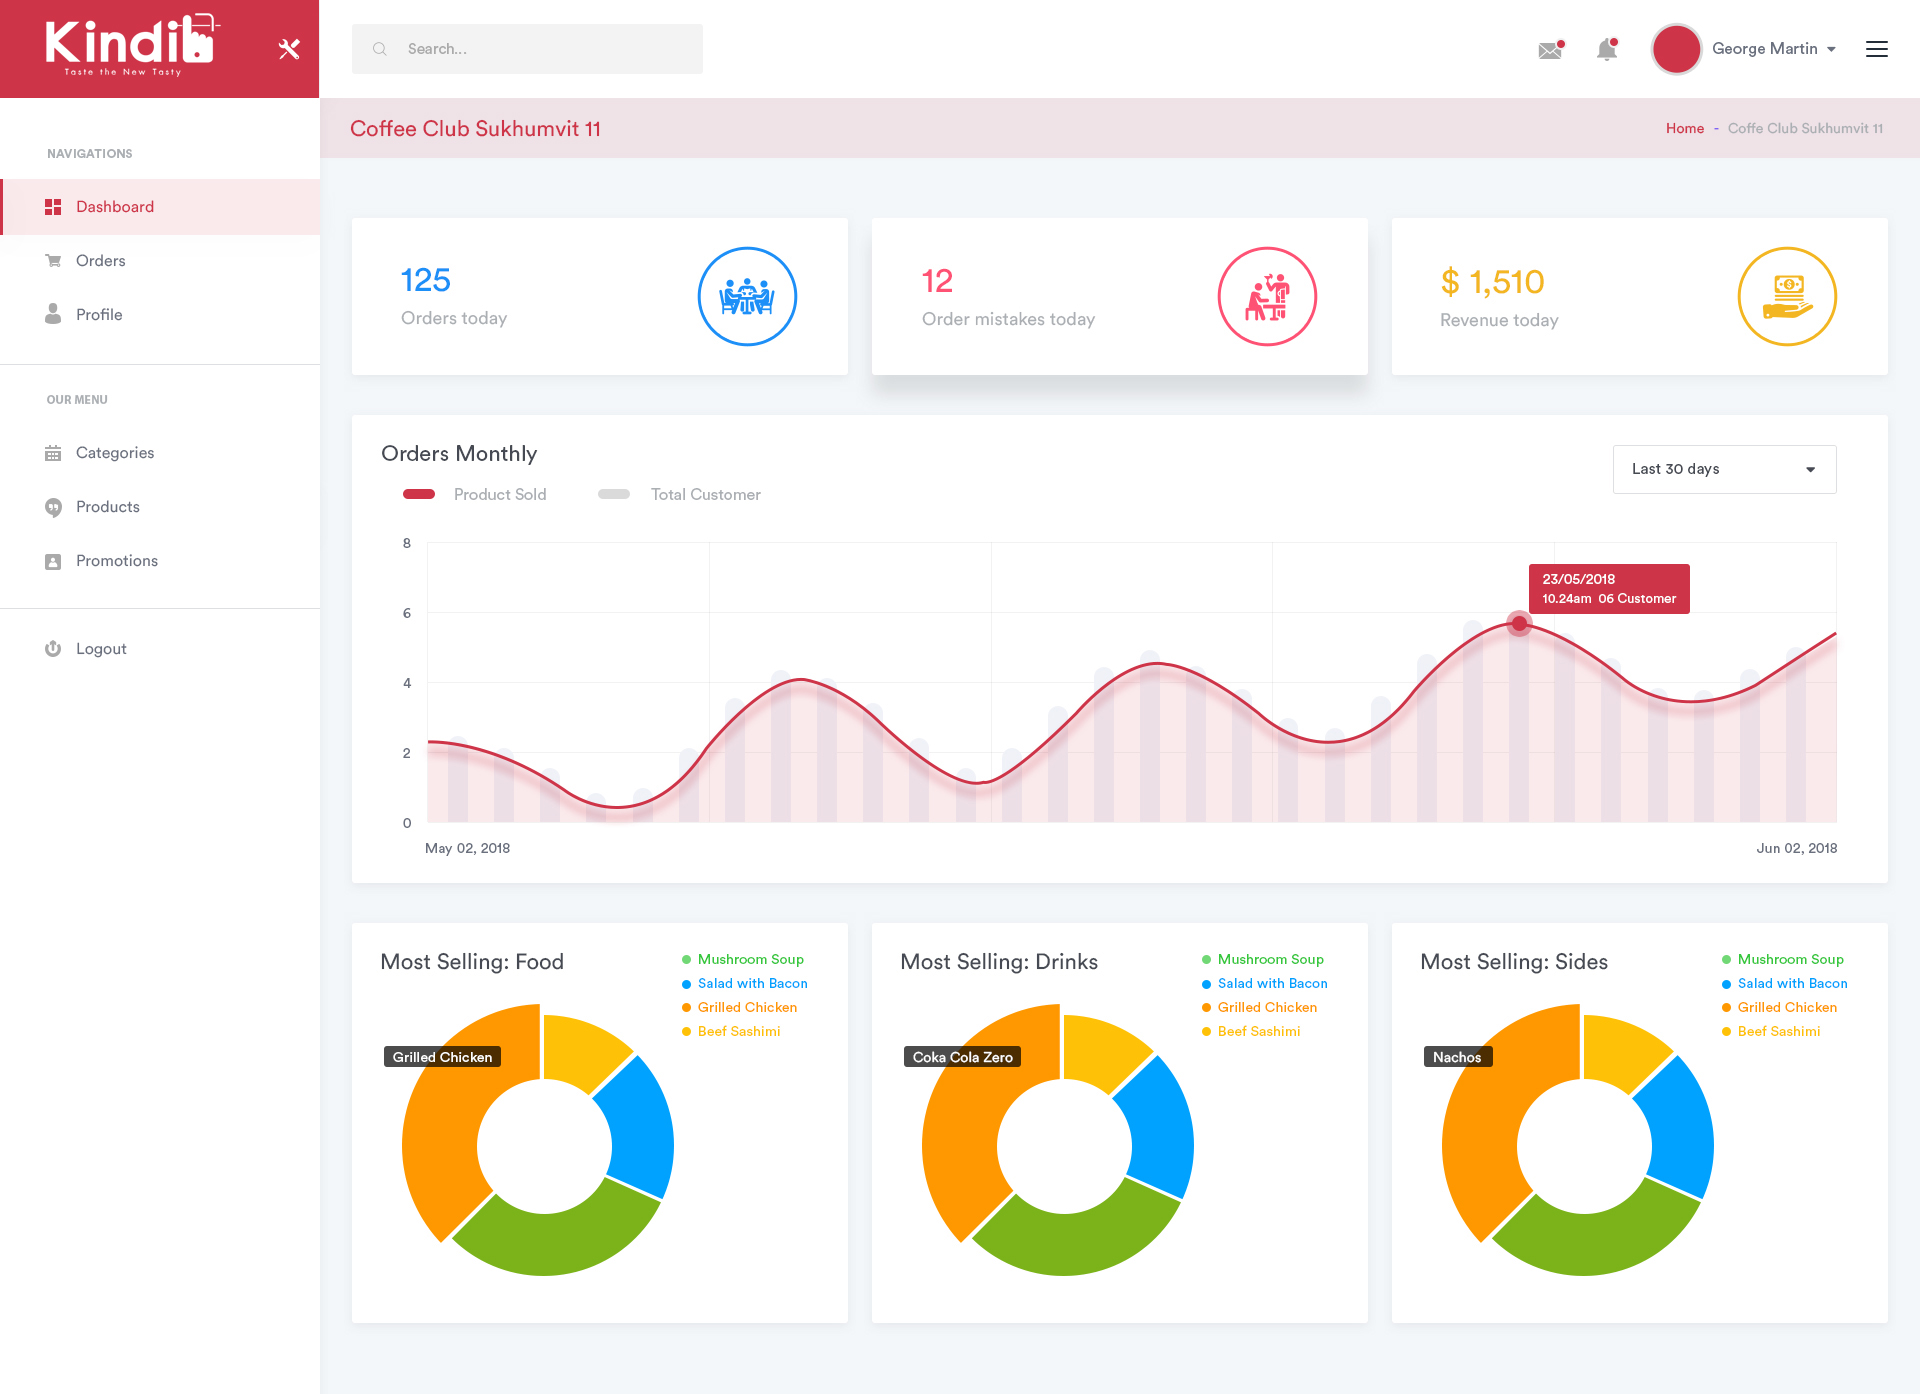 Kindib
Taste the New Tasty
Search...
George Martin
Coffee Club Sukhumvit 11
Home - Coffe Club Sukhumvit 11
NAVIGATIONS
Dashboard
Orders
Profile
OUR MENU
Categories
Products
Promotions
Logout
125
Orders today
12
Order mistakes today
$ 1,510
Revenue today
Orders Monthly
Last 30 days
Product Sold
Total Customer
8
6
4
2
0
23/05/2018
10.24am 06 Customer
May 02, 2018
Jun 02, 2018
Most Selling: Food
Mushroom Soup
Salad with Bacon
Grilled Chicken
Beef Sashimi
Grilled Chicken
Most Selling: Drinks
Mushroom Soup
Salad with Bacon
Grilled Chicken
Beef Sashimi
Coka Cola Zero
Most Selling: Sides
Mushroom Soup
Salad with Bacon
Grilled Chicken
Beef Sashimi
Nachos